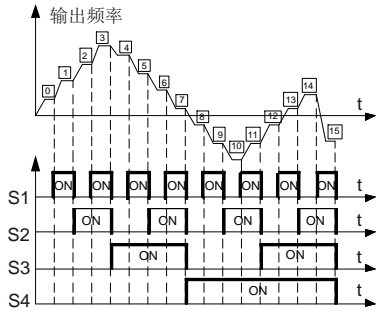 输出频率
3
4
2
14
1
5
13
0
6
12
7
t
8
11
9
15
10
ON ON ON ON ON ON ON ON t
S1
ON ON ON ON t
S2
ON ON t
S3
ON t
S4